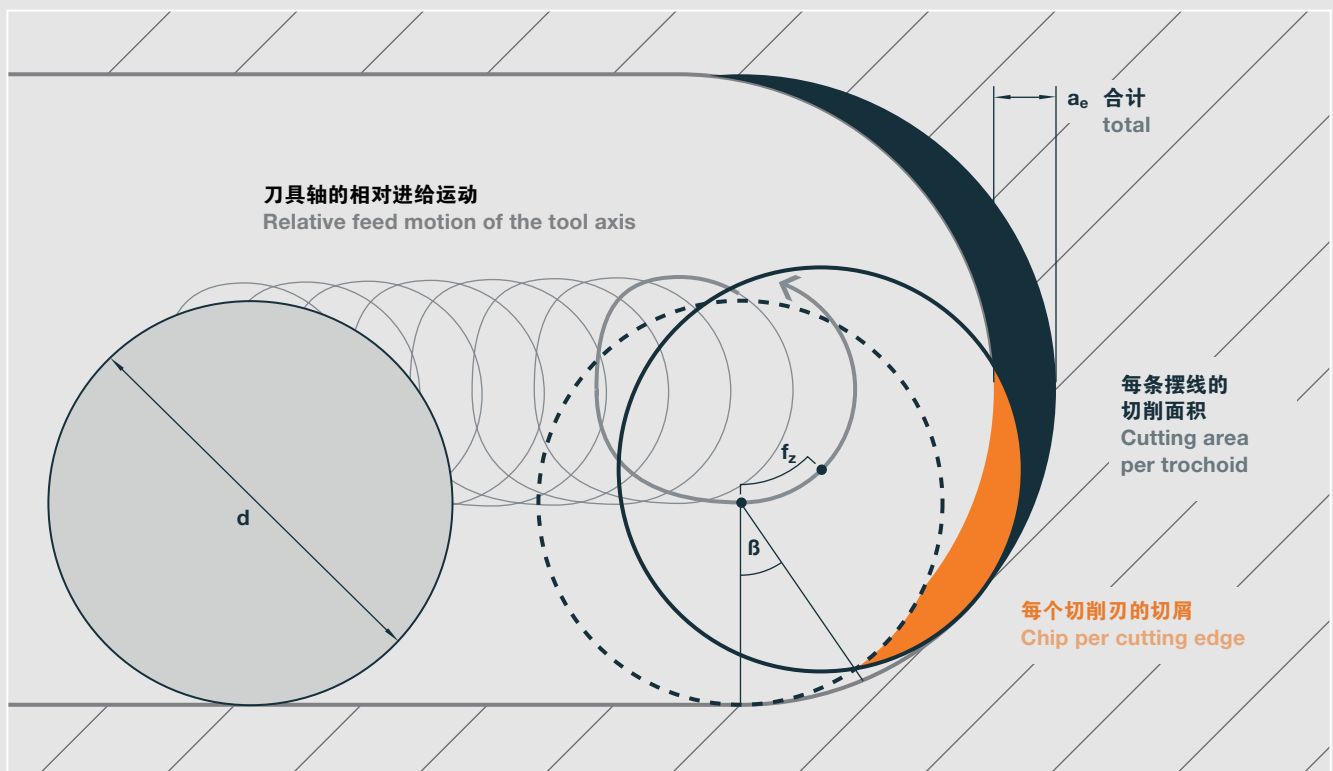 aₑ 合计
total
刀具轴的相对进给运动
Relative feed motion of the tool axis
每条摆线的
切削面积
Cutting area
per trochoid
f_z
d
ß
每个切削刃的切屑
Chip per cutting edge